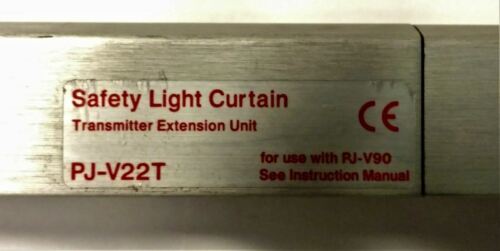 Safety Light Curtain
Transmitter Extension Unit
CE
PJ-V22T
for use with PJ-V90
See Instruction Manual